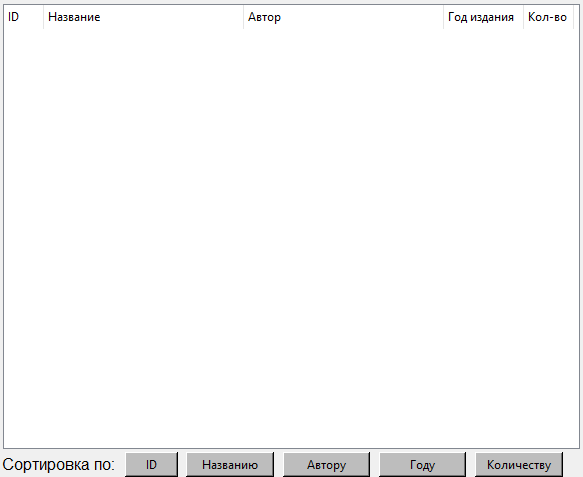 ID Название Автор Год издания Кол-во
Сортировка по: ID Названию Автору Году Количеству